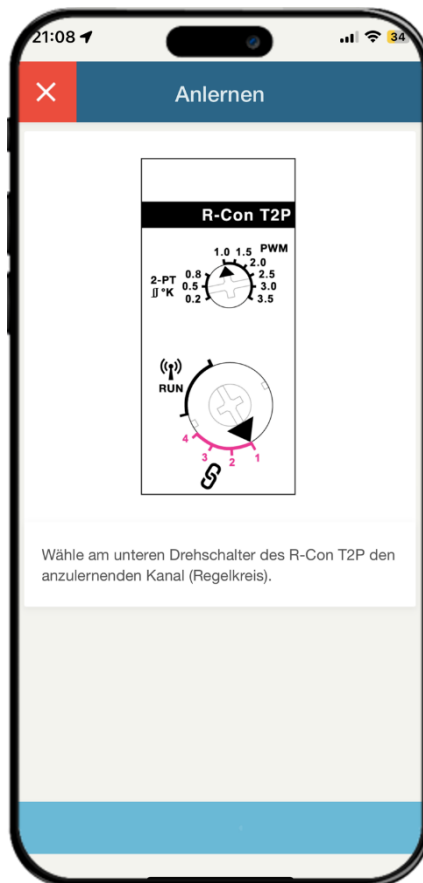 21:08
34
Anlernen
R-Con T2P
1.0 1.5 PWM
2.0
2-PT 0.8 2.5
∬ °K 0.5 3.0
0.2 3.5
RUN
4
3 2 1
Wähle am unteren Drehschalter des R-Con T2P den
anzulernenden Kanal (Regelkreis).